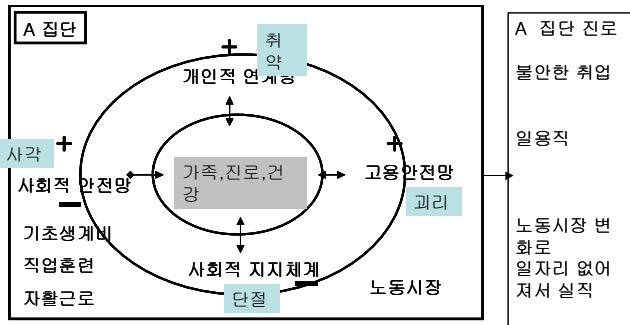 A 집단
+
취
약
개인적 연계망
사각
+
사회적 안전망
가족,진로,건
강
+
고용안전망
괴리
기초생계비
직업훈련
자활근로
사회적 지지체계
단절
노동시장
A 집단 진로
불안한 취업
일용직
노동시장 변
화로
일자리 없어
져서 실직